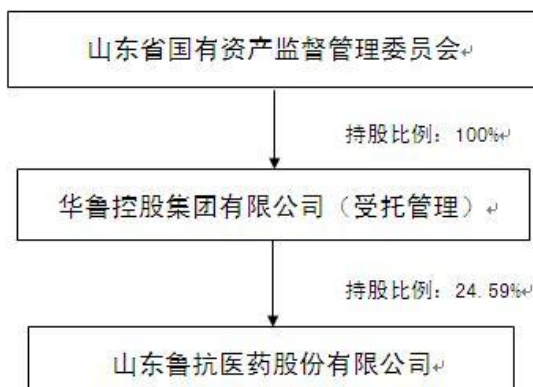 山东省国有资产监督管理委员会
持股比例：100%
华鲁控股集团有限公司（受托管理）
持股比例：24.59%
山东鲁抗医药股份有限公司